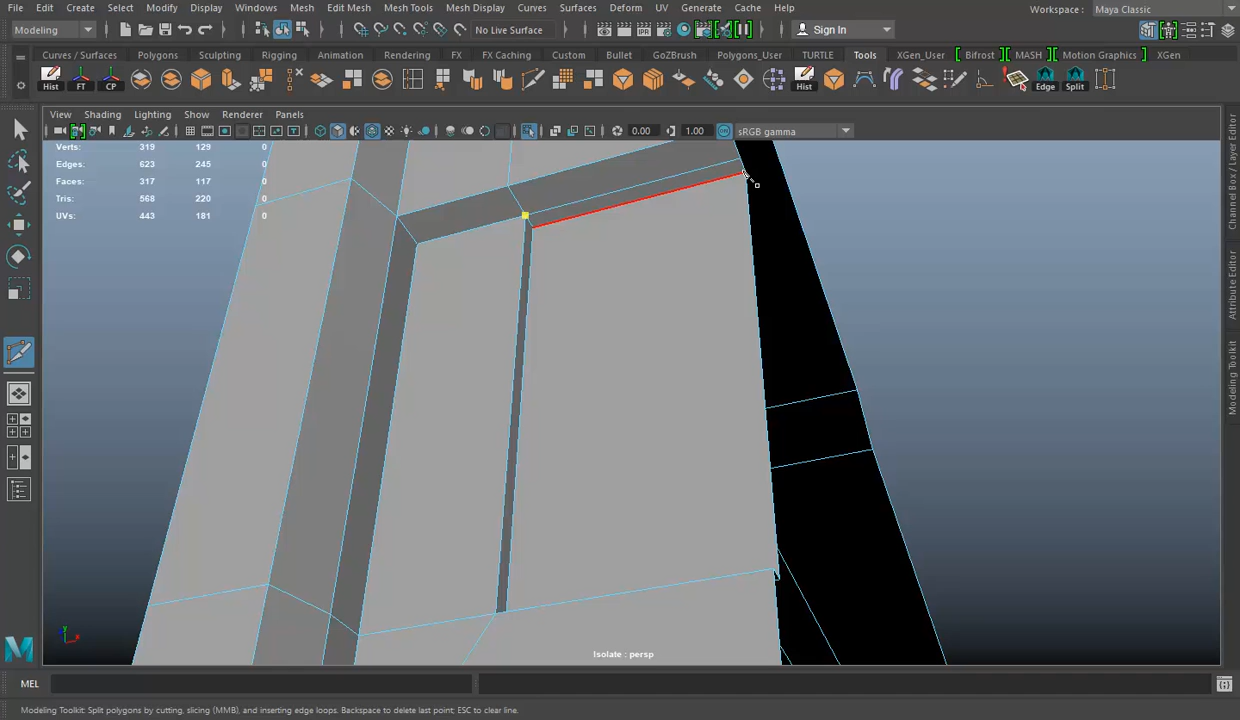 File Edit Create Select Modify Display Windows Mesh Edit Mesh Mesh Tools Mesh Display Curves Surfaces Deform UV Generate Cache Help Workspace : Maya Classic
Modeling No Live Surface Sign In
Curves / Surfaces Polygons Sculpting Rigging Animation Rendering FX FX Caching Custom Bullet GoZBrush Polygons_User TURTLE Tools XGen_User Bifrost MASH Motion Graphics XGen
Hist FT CP Hist Edge Split
View Shading Lighting Show Renderer Panels
IPR 0.00 1.00 sRGB gamma
Verts: 319 129 0
Edges: 623 245 0
Faces: 317 117 0
Tris: 568 220 0
UVs: 443 181 0
Channel Box / Layer Editor
Attribute Editor
Modeling Toolkit
y x
Isolate : persp
MEL
Modeling Toolkit: Split polygons by cutting, slicing (MMB), and inserting edge loops. Backspace to delete last point; ESC to clear line.